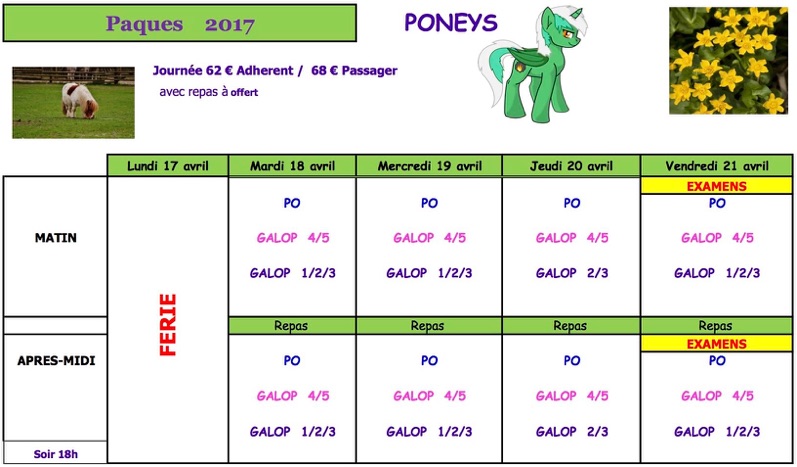 Paques 2017
PONEYS
Journée 62 € Adherent / 68 € Passager
avec repas à offert
Lundi 17 avril Mardi 18 avril Mercredi 19 avril Jeudi 20 avril Vendredi 21 avril
EXAMENS
PO PO PO PO
MATIN GALOP 4/5 GALOP 4/5 GALOP 4/5 GALOP 4/5
GALOP 1/2/3 GALOP 1/2/3 GALOP 2/3 GALOP 1/2/3
FERIE
Repas Repas Repas Repas
EXAMENS
APRES-MIDI PO PO PO PO
GALOP 4/5 GALOP 4/5 GALOP 4/5 GALOP 4/5
GALOP 1/2/3 GALOP 1/2/3 GALOP 2/3 GALOP 1/2/3
Soir 18h